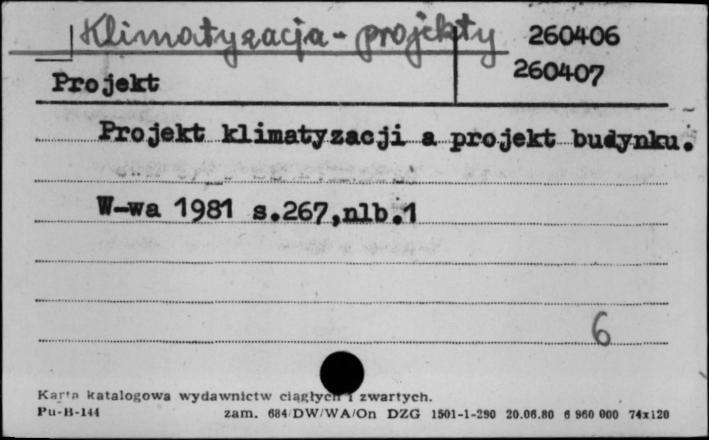 Klimatyzacja - projekty 260406
260407
Projekt
Projekt klimatyzacji a projekt budynku.
W-wa 1981 s.267,nlb.1
6
Karta katalogowa wydawnictw ciągłych i zwartych.
Pu-B-144 zam. 684/DW/WA/On DZG 1501-1-290 20.06.80 6 960 000 74x120